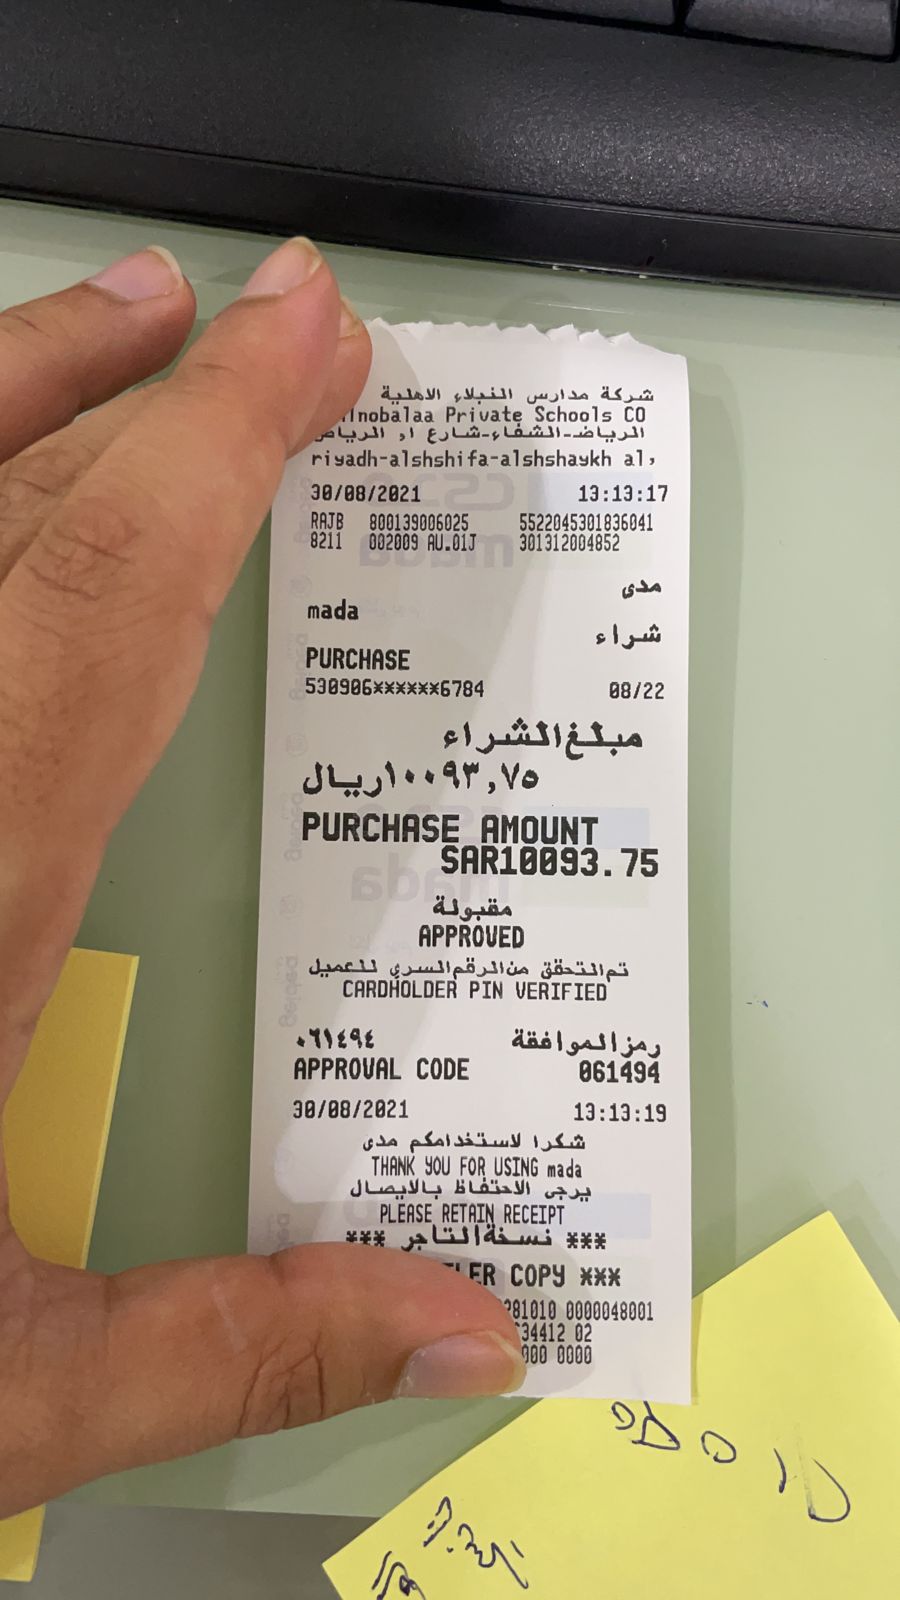 شركة مدارس النبلاء الاهلية
lnobalaa Private Schools CO
الرياض-الشفاء-شارع ا, الرياض
riyadh-alshshifa-alshshaykh al,
30/08/2021 13:13:17
RAJB 800139006025 5522045301836041
8211 002009 AU.01J 301312004852
مدى
mada
شراء
PURCHASE
530906******6784 08/22
مبلغ الشراء
١٠٠٩٣,٧٥ ريال
PURCHASE AMOUNT
SAR10093.75
مقبولة
APPROVED
تم التحقق من الرقم السري للعميل
CARDHOLDER PIN VERIFIED
رمز الموافقة ٠٦١٤٩٤
APPROVAL CODE 061494
30/08/2021 13:13:19
شكرا لاستخدامكم مدى
THANK YOU FOR USING mada
يرجى الاحتفاظ بالايصال
PLEASE RETAIN RECEIPT
*** نسخة التاجر ***
LER COPY ***
281010 0000048001
34412 02
000 0000